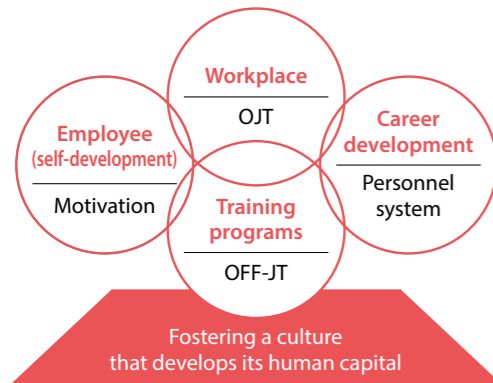 Workplace
OJT
Employee
(self-development)
Motivation
Career
development
Personnel
system
Training
programs
OFF-JT
Fostering a culture
that develops its human capital